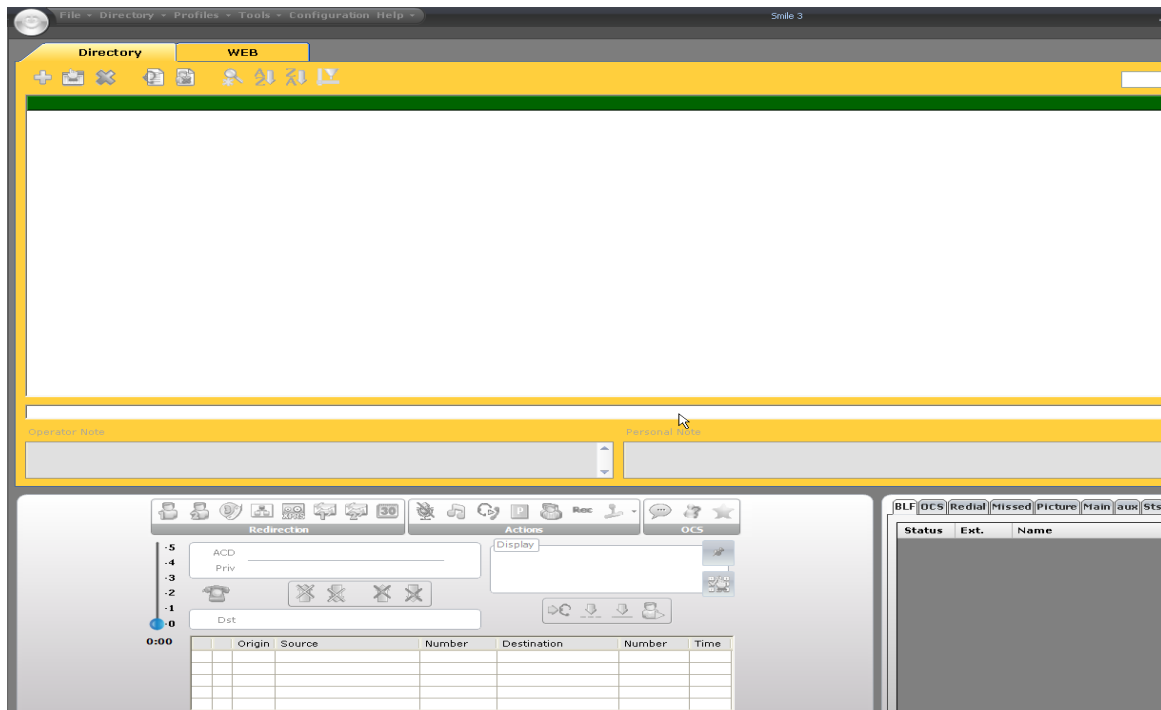 File Directory Profiles Tools Configuration Help
Smile 3
Directory
WEB
Operator Note
Personal Note
30
P
Rec
Redirection
Actions
OCS
BLF OCS Redial Missed Picture Main aux Sts
Status Ext. Name
5
4
3
2
1
0
0:00
ACD
Priv
Display
Dst
Origin Source Number Destination Number Time